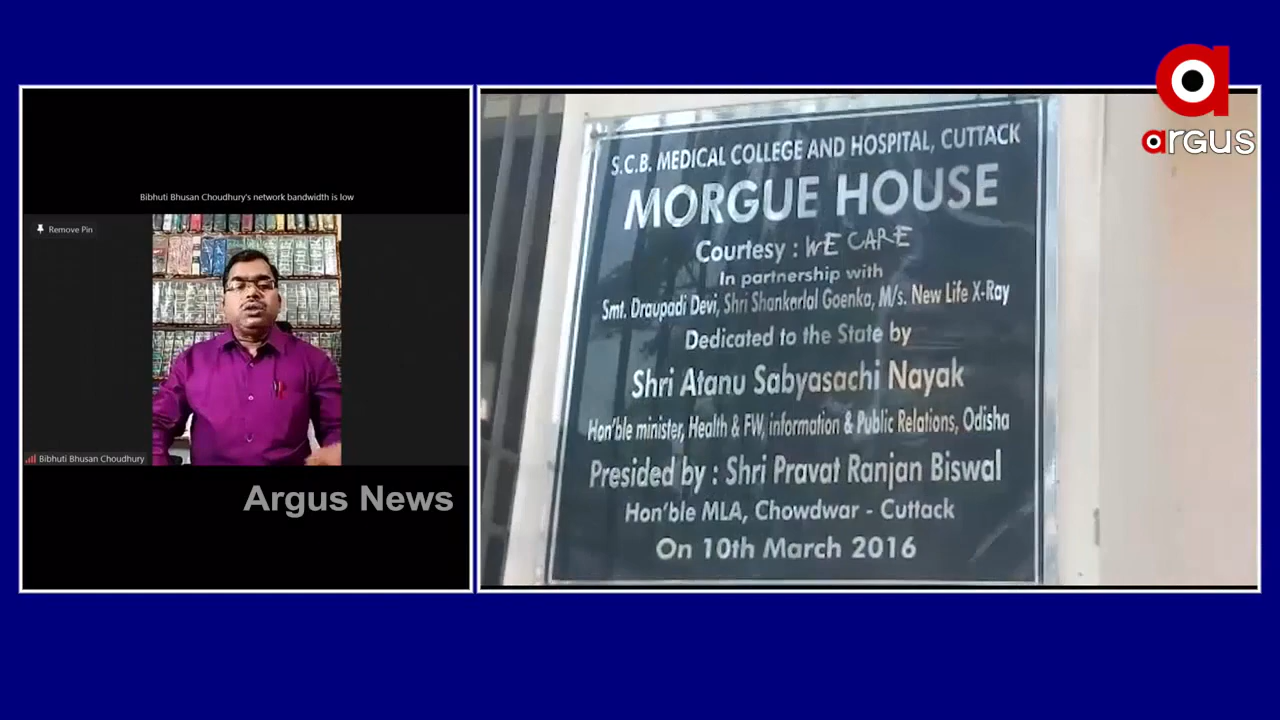 Bibhuti Bhusan Choudhury's network bandwidth is low
Remove Pin
Bibhuti Bhusan Choudhury
Argus News
S.C.B. MEDICAL COLLEGE AND HOSPITAL, CUTTACK
MORGUE HOUSE
Courtesy : WE CARE
In partnership with
Smt. Draupadi Devi, Shri Shankarlal Goenka, M/s. New Life X-Ray
Dedicated to the State by
Shri Atanu Sabyasachi Nayak
Hon'ble minister, Health & FW, information & Public Relations, Odisha
Presided by : Shri Pravat Ranjan Biswal
Hon'ble MLA, Chowdwar - Cuttack
On 10th March 2016
a
argus